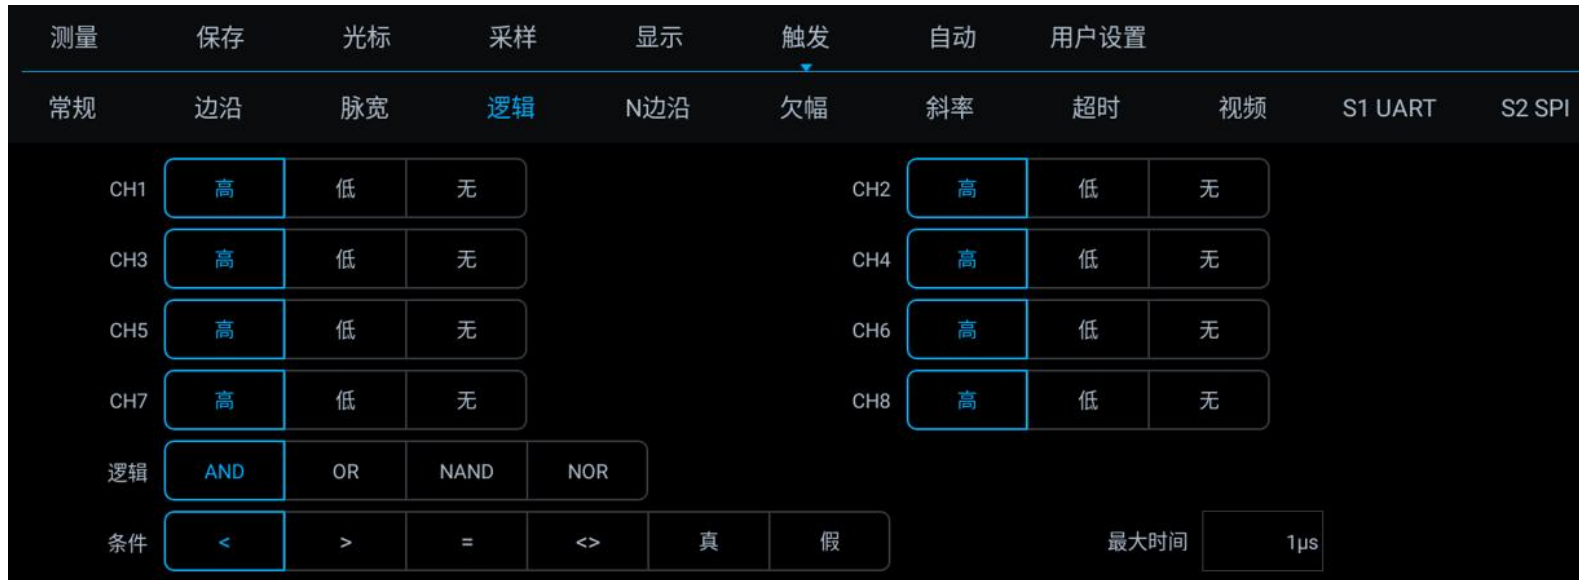 测量 保存 光标 采样 显示 触发 自动 用户设置
常规 边沿 脉宽 逻辑 N边沿 欠幅 斜率 超时 视频 S1 UART S2 SPI
CH1 高 低 无 CH2 高 低 无
CH3 高 低 无 CH4 高 低 无
CH5 高 低 无 CH6 高 低 无
CH7 高 低 无 CH8 高 低 无
逻辑 AND OR NAND NOR
条件 < > = <> 真 假 最大时间 1μs